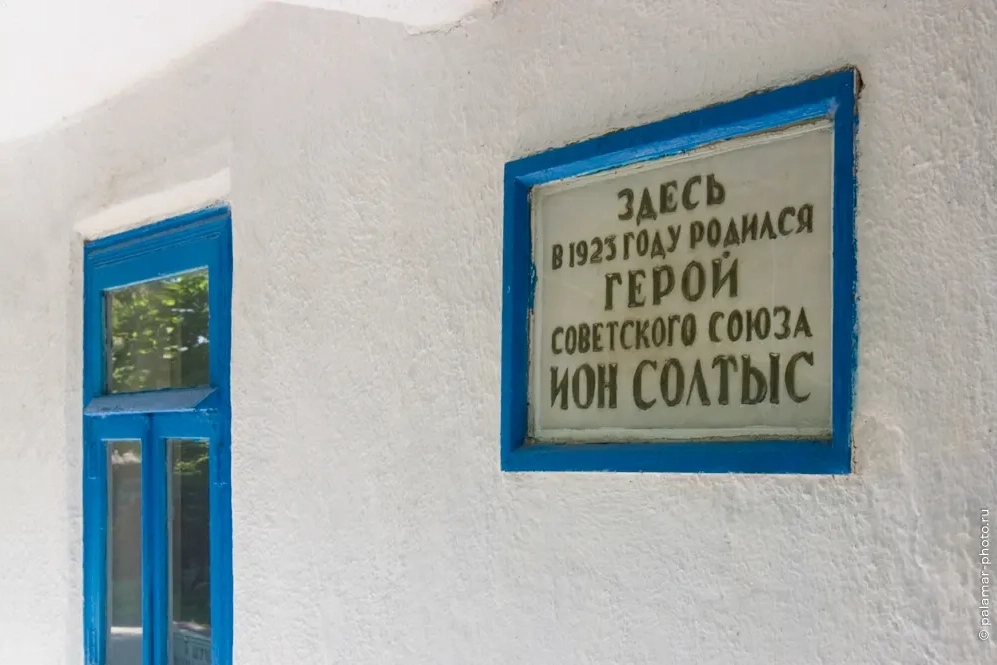 ЗДЕСЬ
В 1923 ГОДУ РОДИЛСЯ
ГЕРОЙ
СОВЕТСКОГО СОЮЗА
ИОН СОЛТЫС
© palamar-photo.ru